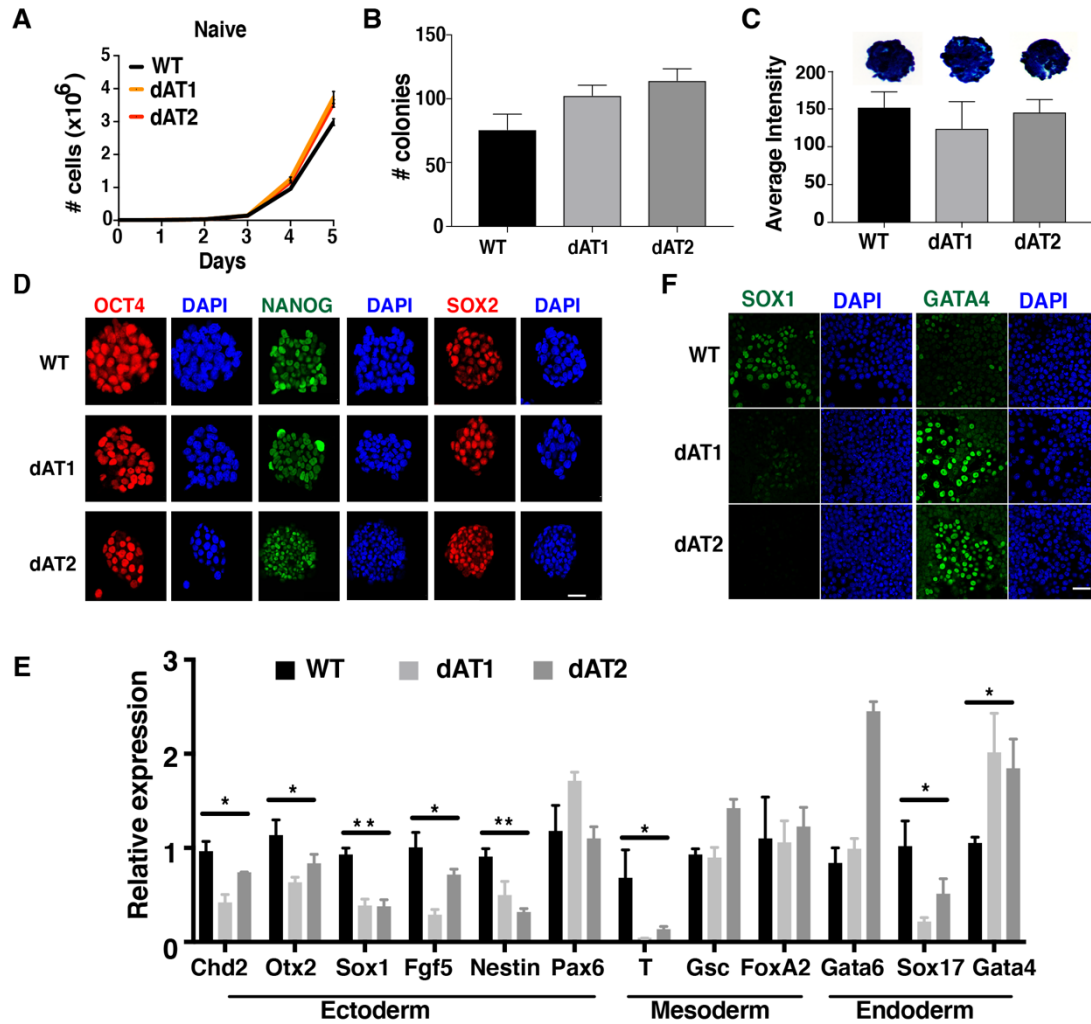 A
Naive
# cells (x10^6)
5
4
3
2
1
0
WT
dAT1
dAT2
0 1 2 3 4 5
Days
B
# colonies
150
100
50
0
WT dAT1 dAT2
C
Average Intensity
200
150
100
50
0
WT dAT1 dAT2
D
OCT4 DAPI NANOG DAPI SOX2 DAPI
WT
dAT1
dAT2
F
SOX1 DAPI GATA4 DAPI
WT
dAT1
dAT2
E
Relative expression
3
2
1
0
WT dAT1 dAT2
* * ** * ** * * *
Chd2 Otx2 Sox1 Fgf5 Nestin Pax6 T Gsc FoxA2 Gata6 Sox17 Gata4
Ectoderm Mesoderm Endoderm